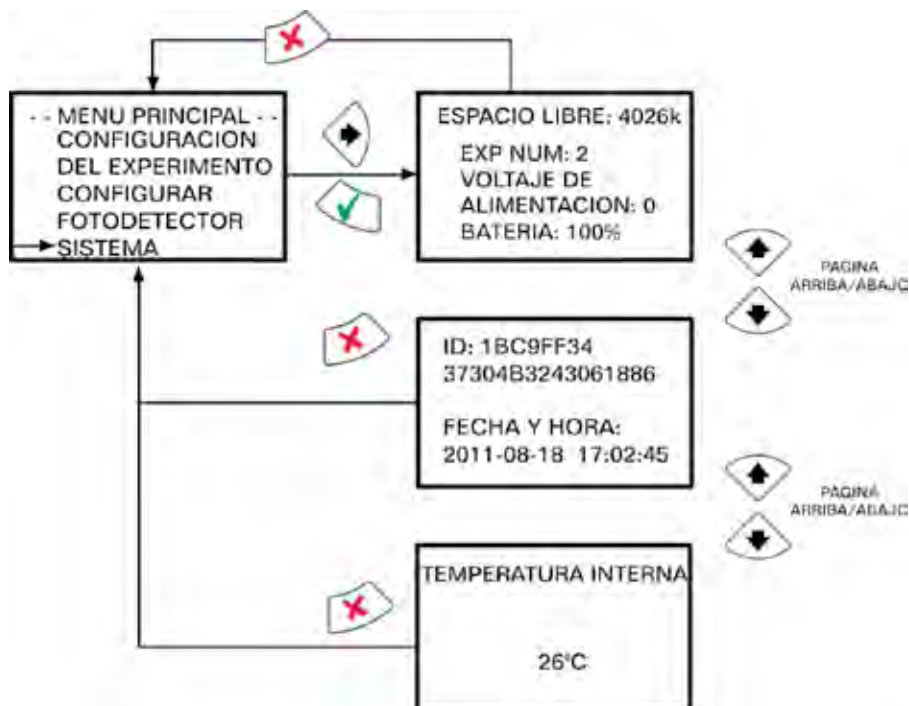 - - MENU PRINCIPAL - -
CONFIGURACION
DEL EXPERIMENTO
CONFIGURAR
FOTODETECTOR
SISTEMA
ESPACIO LIBRE: 4026k
EXP NUM: 2
VOLTAJE DE
ALIMENTACION: 0
BATERIA: 100%
PAGINA
ARRIBA/ABAJO
ID: 1BC9FF34
37304B3243061886
FECHA Y HORA:
2011-08-18 17:02:45
PAGINA
ARRIBA/ABAJO
TEMPERATURA INTERNA
26°C